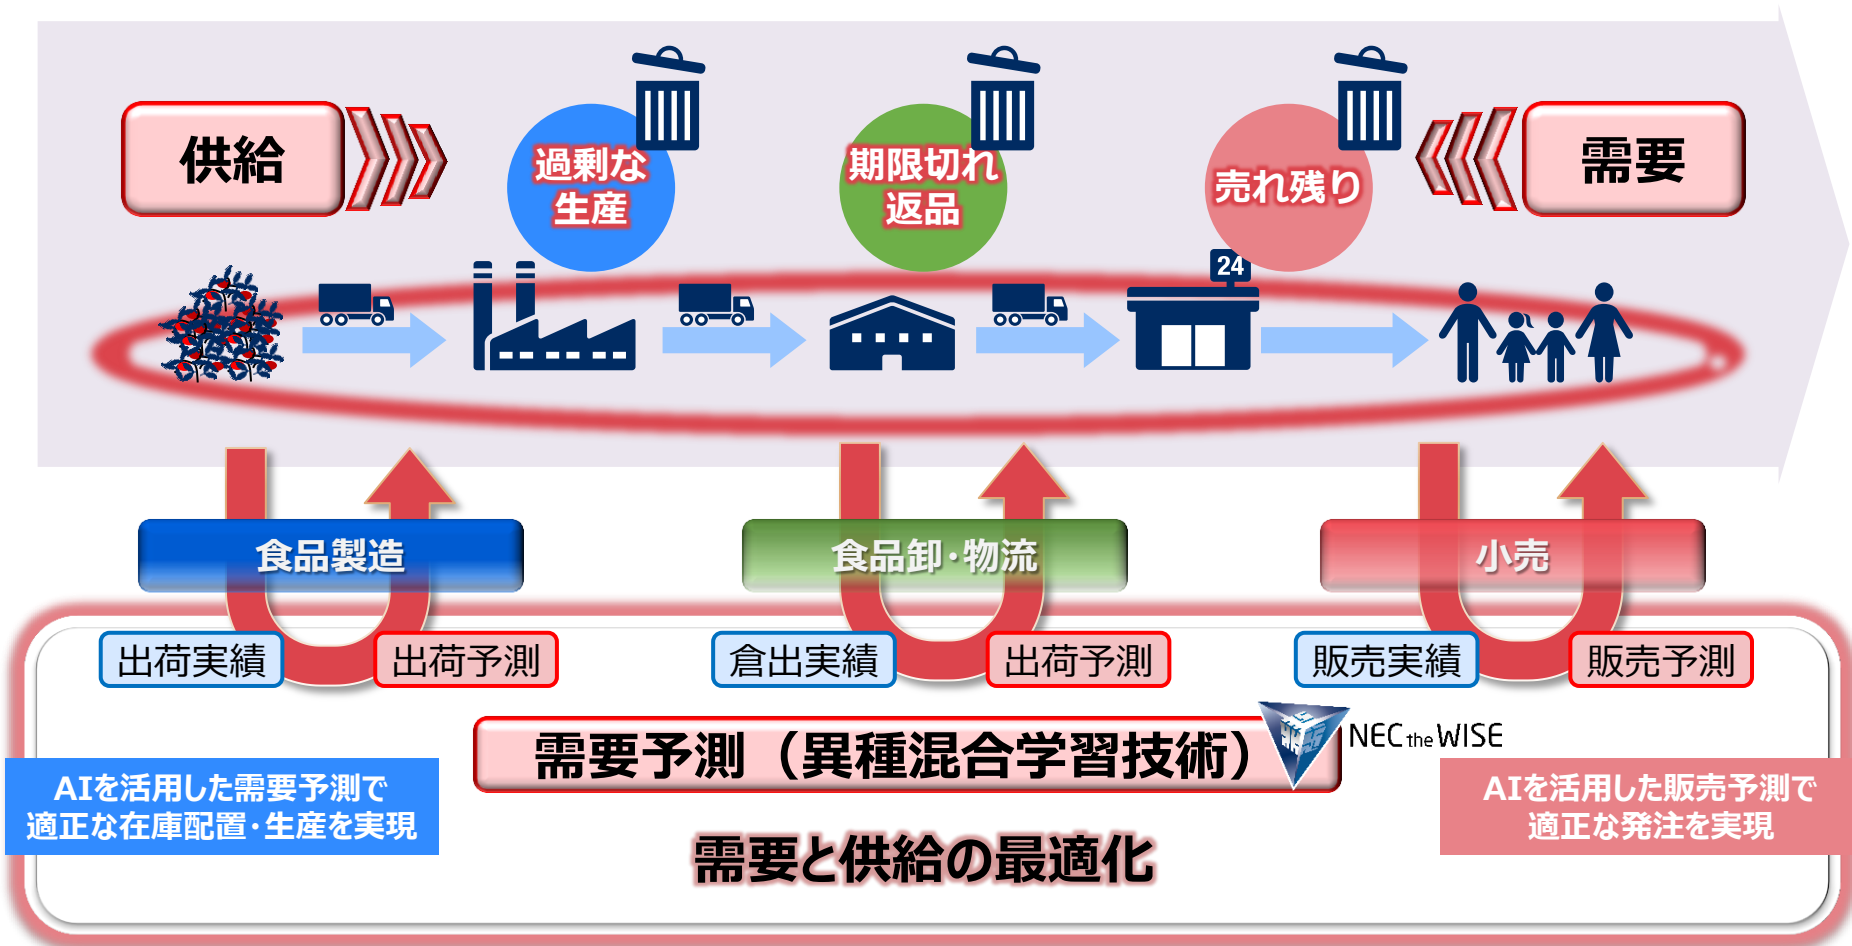 供給
過剰な
生産
期限切れ
返品
売れ残り
需要
24
食品製造
食品卸・物流
小売
出荷実績
出荷予測
倉出実績
出荷予測
販売実績
販売予測
需要予測（異種混合学習技術）
NEC the WISE
AIを活用した需要予測で
適正な在庫配置・生産を実現
AIを活用した販売予測で
適正な発注を実現
需要と供給の最適化